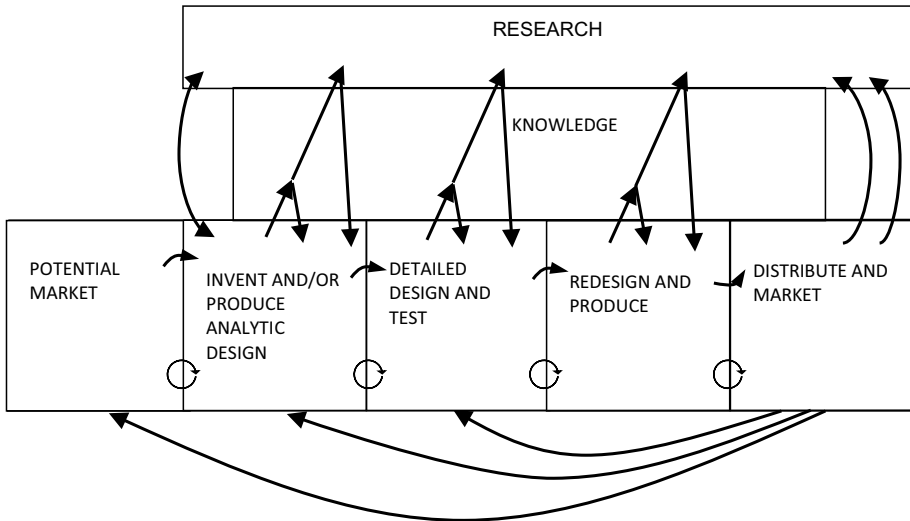 RESEARCH
KNOWLEDGE
POTENTIAL
MARKET
INVENT AND/OR
PRODUCE
ANALYTIC
DESIGN
DETAILED
DESIGN AND
TEST
REDESIGN AND
PRODUCE
DISTRIBUTE AND
MARKET